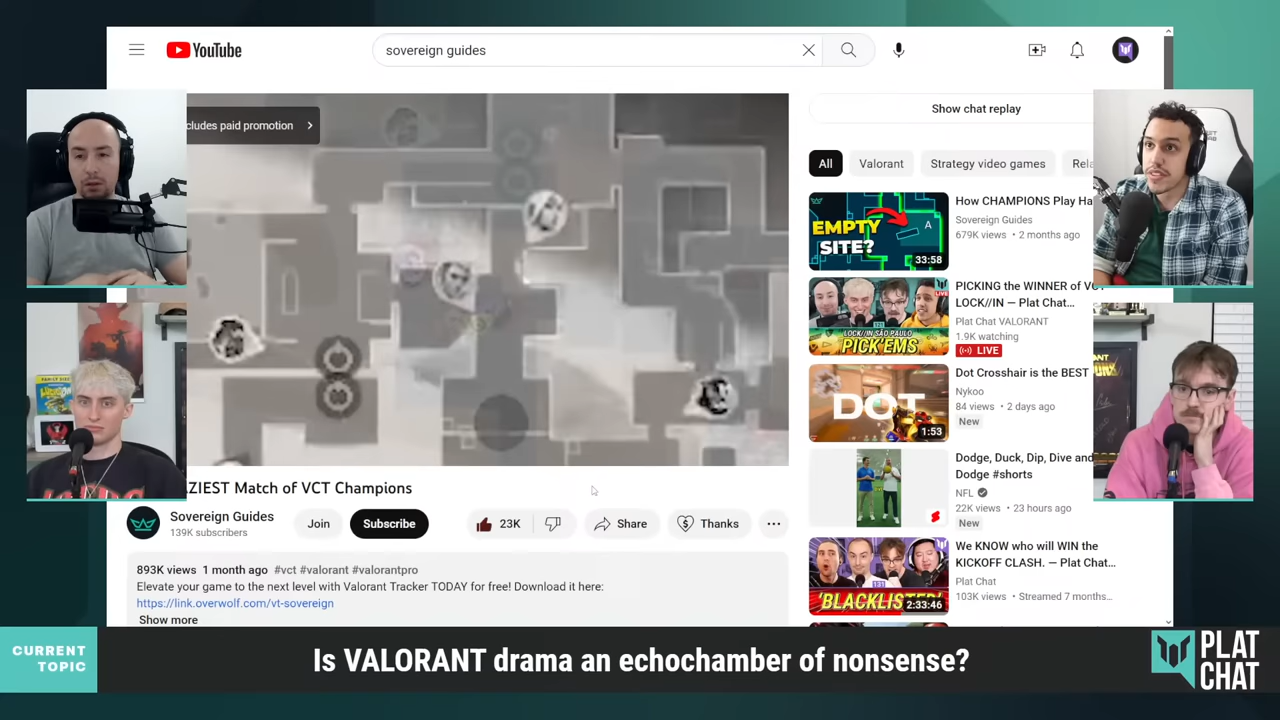 YouTube
sovereign guides
cludes paid promotion
Show chat replay
All
Valorant
Strategy video games
Rela
EMPTY
SITE?
A
33:58
How CHAMPIONS Play Ha
Sovereign Guides
679K views • 2 months ago
LOCK//IN SÃO PAULO
PICK'EMS
LIVE
PICKING the WINNER of VC
LOCK//IN — Plat Chat...
Plat Chat VALORANT
1.9K watching
LIVE
DOT
1:53
Dot Crosshair is the BEST
Nykoo
84 views • 2 days ago
New
Dodge, Duck, Dip, Dive and
Dodge #shorts
NFL
22K views • 23 hours ago
New
'BLACKLISTED'
2:33:46
We KNOW who will WIN the
KICKOFF CLASH. — Plat Chat...
Plat Chat
103K views • Streamed 7 months...
ZIEST Match of VCT Champions
Sovereign Guides
139K subscribers
Join
Subscribe
23K
Share
Thanks
893K views 1 month ago #vct #valorant #valorantpro
Elevate your game to the next level with Valorant Tracker TODAY for free! Download it here:
https://link.overwolf.com/vt-sovereign
Show more
CURRENT
TOPIC
Is VALORANT drama an echochamber of nonsense?
PLAT
CHAT